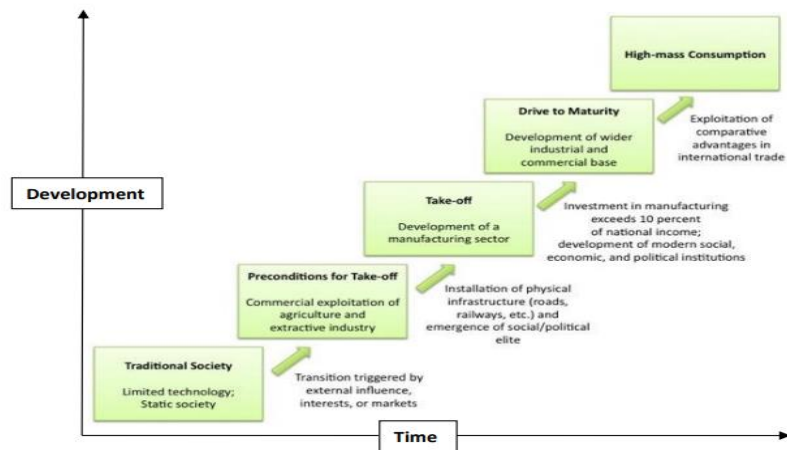 High-mass Consumption
Drive to Maturity
Development of wider
industrial and
commercial base
Exploitation of
comparative
advantages in
international trade
Development
Take-off
Development of a
manufacturing sector
Investment in manufacturing
exceeds 10 percent
of national income;
development of modern social,
economic, and political institutions
Preconditions for Take-off
Commercial exploitation of
agriculture and
extractive industry
Installation of physical
infrastructure (roads,
railways, etc.) and
emergence of social/political
elite
Traditional Society
Limited technology;
Static society
Transition triggered by
external influence,
interests, or markets
Time